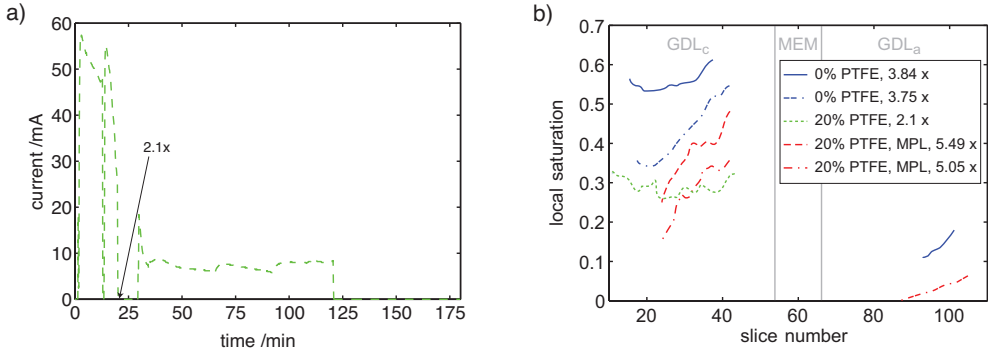 a)
60
50
40
30
20
10
0
current /mA
2.1x
0 25 50 75 100 125 150 175
time /min
b)
0.7
0.6
0.5
0.4
0.3
0.2
0.1
0
local saturation
GDLc MEM GDLa
0% PTFE, 3.84 x
0% PTFE, 3.75 x
20% PTFE, 2.1 x
20% PTFE, MPL, 5.49 x
20% PTFE, MPL, 5.05 x
20 40 60 80 100
slice number